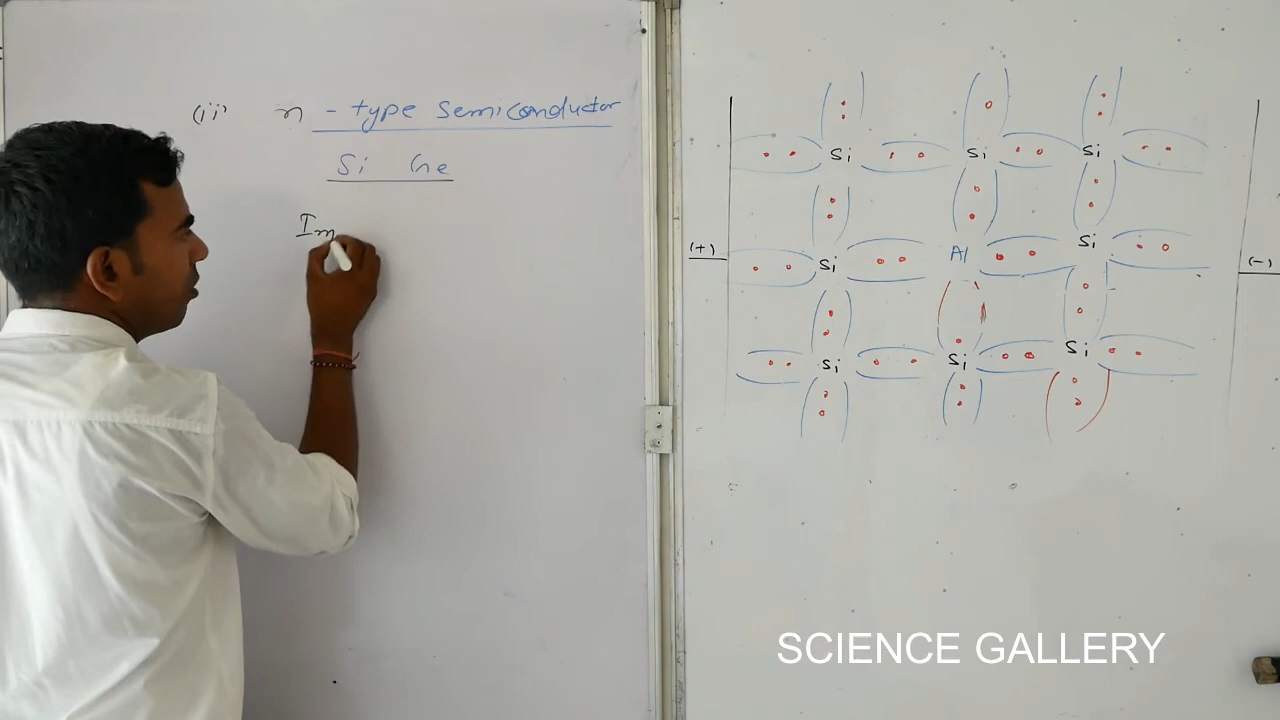 (ii) n - type semiconductor
Si Ge
Im
Si Si Si
(+) Si Al Si (-)
Si Si Si
SCIENCE GALLERY